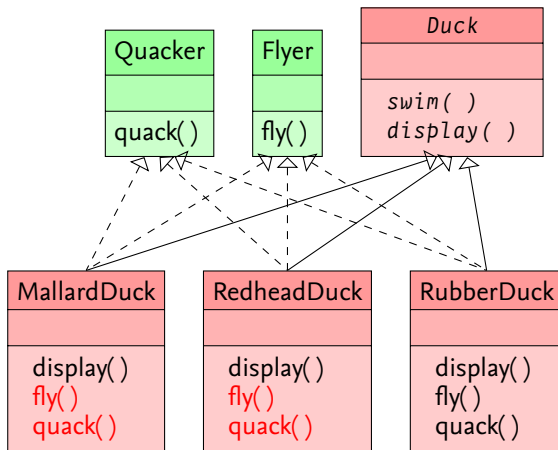 Quacker
quack()
Flyer
fly()
Duck
swim( )
display( )
MallardDuck
display()
fly()
quack()
RedheadDuck
display()
fly()
quack()
RubberDuck
display()
fly()
quack()